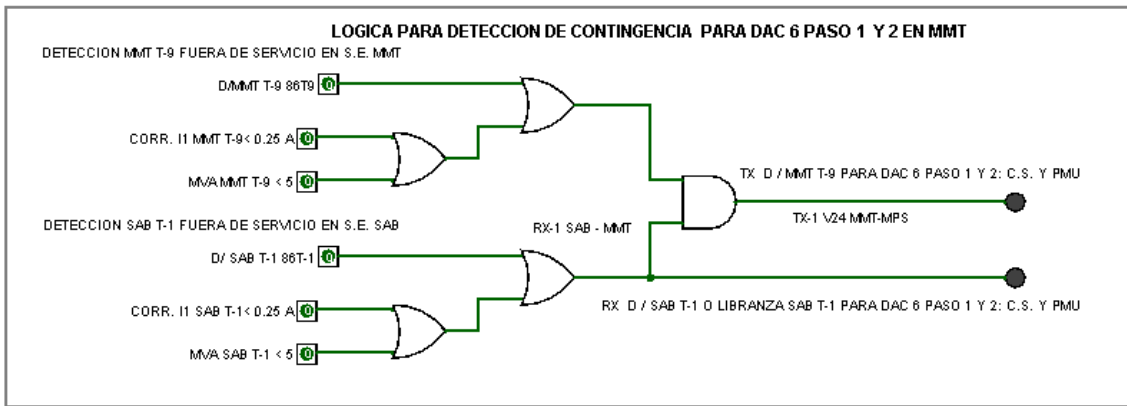 LOGICA PARA DETECCION DE CONTINGENCIA PARA DAC 6 PASO 1 Y 2 EN MMT
DETECCION MMT T-9 FUERA DE SERVICIO EN S.E. MMT
D/MMT T-9 86T9
0
CORR. I1 MMT T-9< 0.25 A
0
MVA MMT T-9 < 5
0
TX D / MMT T-9 PARA DAC 6 PASO 1 Y 2: C.S. Y PMU
TX-1 V24 MMT-MPS
DETECCION SAB T-1 FUERA DE SERVICIO EN S.E. SAB
RX-1 SAB - MMT
D/ SAB T-1 86T-1
0
CORR. I1 SAB T-1< 0.25 A
0
RX D / SAB T-1 O LIBRANZA SAB T-1 PARA DAC 6 PASO 1 Y 2: C.S. Y PMU
MVA SAB T-1 < 5
0